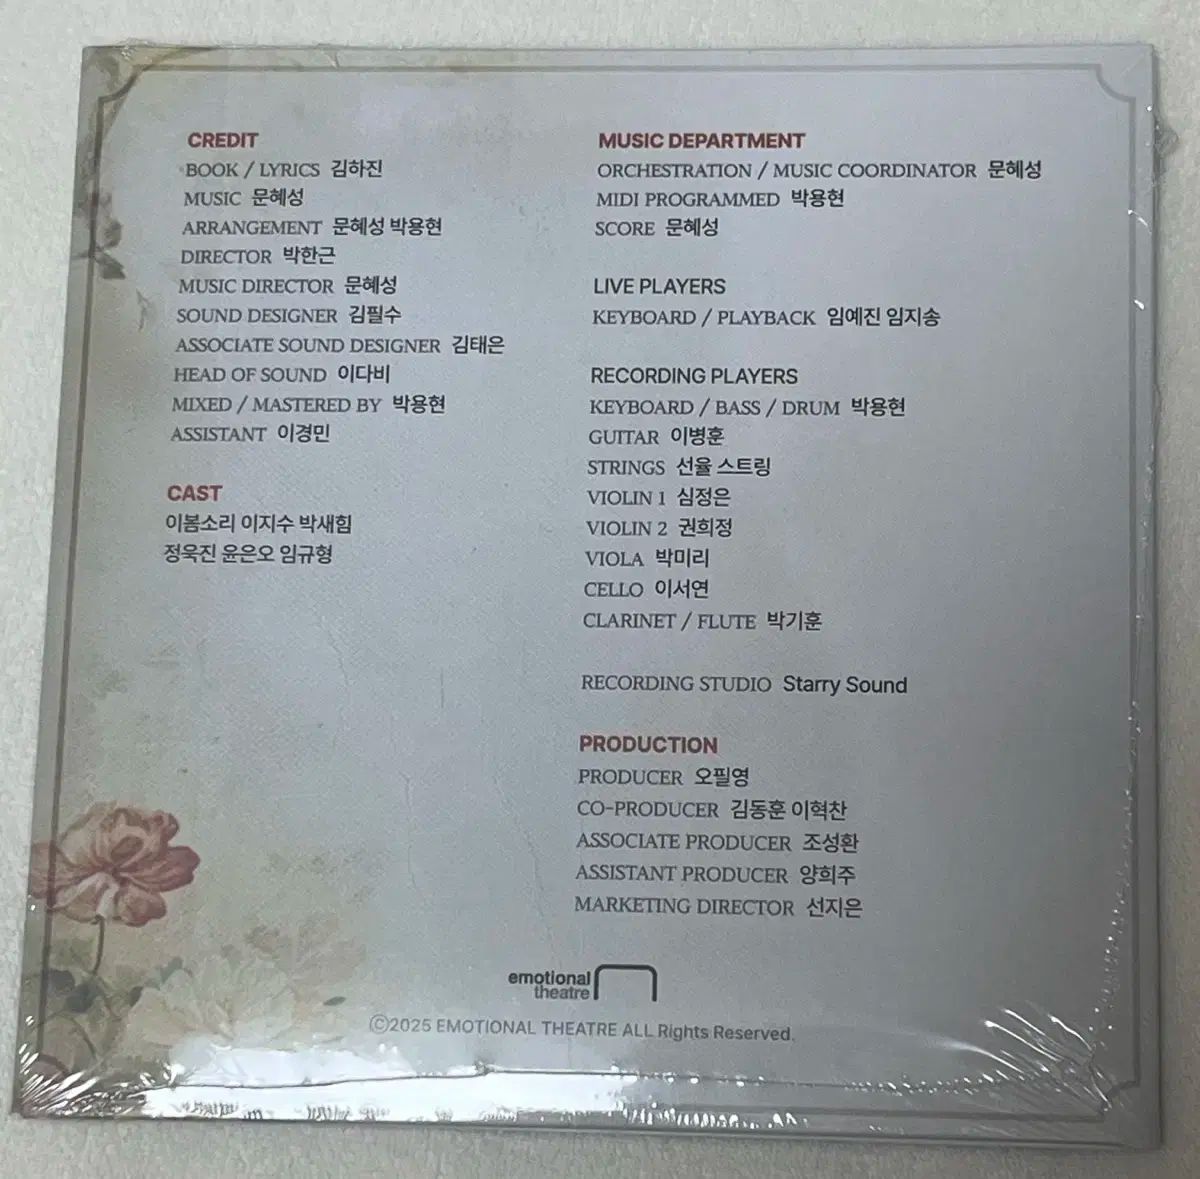 CREDIT
BOOK / LYRICS 김하진
MUSIC 문혜성
ARRANGEMENT 문혜성 박용현
DIRECTOR 박한근
MUSIC DIRECTOR 문혜성
SOUND DESIGNER 김필수
ASSOCIATE SOUND DESIGNER 김태은
HEAD OF SOUND 이다비
MIXED / MASTERED BY 박용현
ASSISTANT 이경민
CAST
이봄소리 이지수 박새힘
정욱진 윤은오 임규형
MUSIC DEPARTMENT
ORCHESTRATION / MUSIC COORDINATOR 문혜성
MIDI PROGRAMMED 박용현
SCORE 문혜성
LIVE PLAYERS
KEYBOARD / PLAYBACK 임예진 임지송
RECORDING PLAYERS
KEYBOARD / BASS / DRUM 박용현
GUITAR 이병훈
STRINGS 선율 스트링
VIOLIN 1 심정은
VIOLIN 2 권희정
VIOLA 박미리
CELLO 이서연
CLARINET / FLUTE 박기훈
RECORDING STUDIO Starry Sound
PRODUCTION
PRODUCER 오필영
CO-PRODUCER 김동훈 이혁찬
ASSOCIATE PRODUCER 조성환
ASSISTANT PRODUCER 양희주
MARKETING DIRECTOR 선지은
emotional
theatre
©2025 EMOTIONAL THEATRE ALL Rights Reserved.